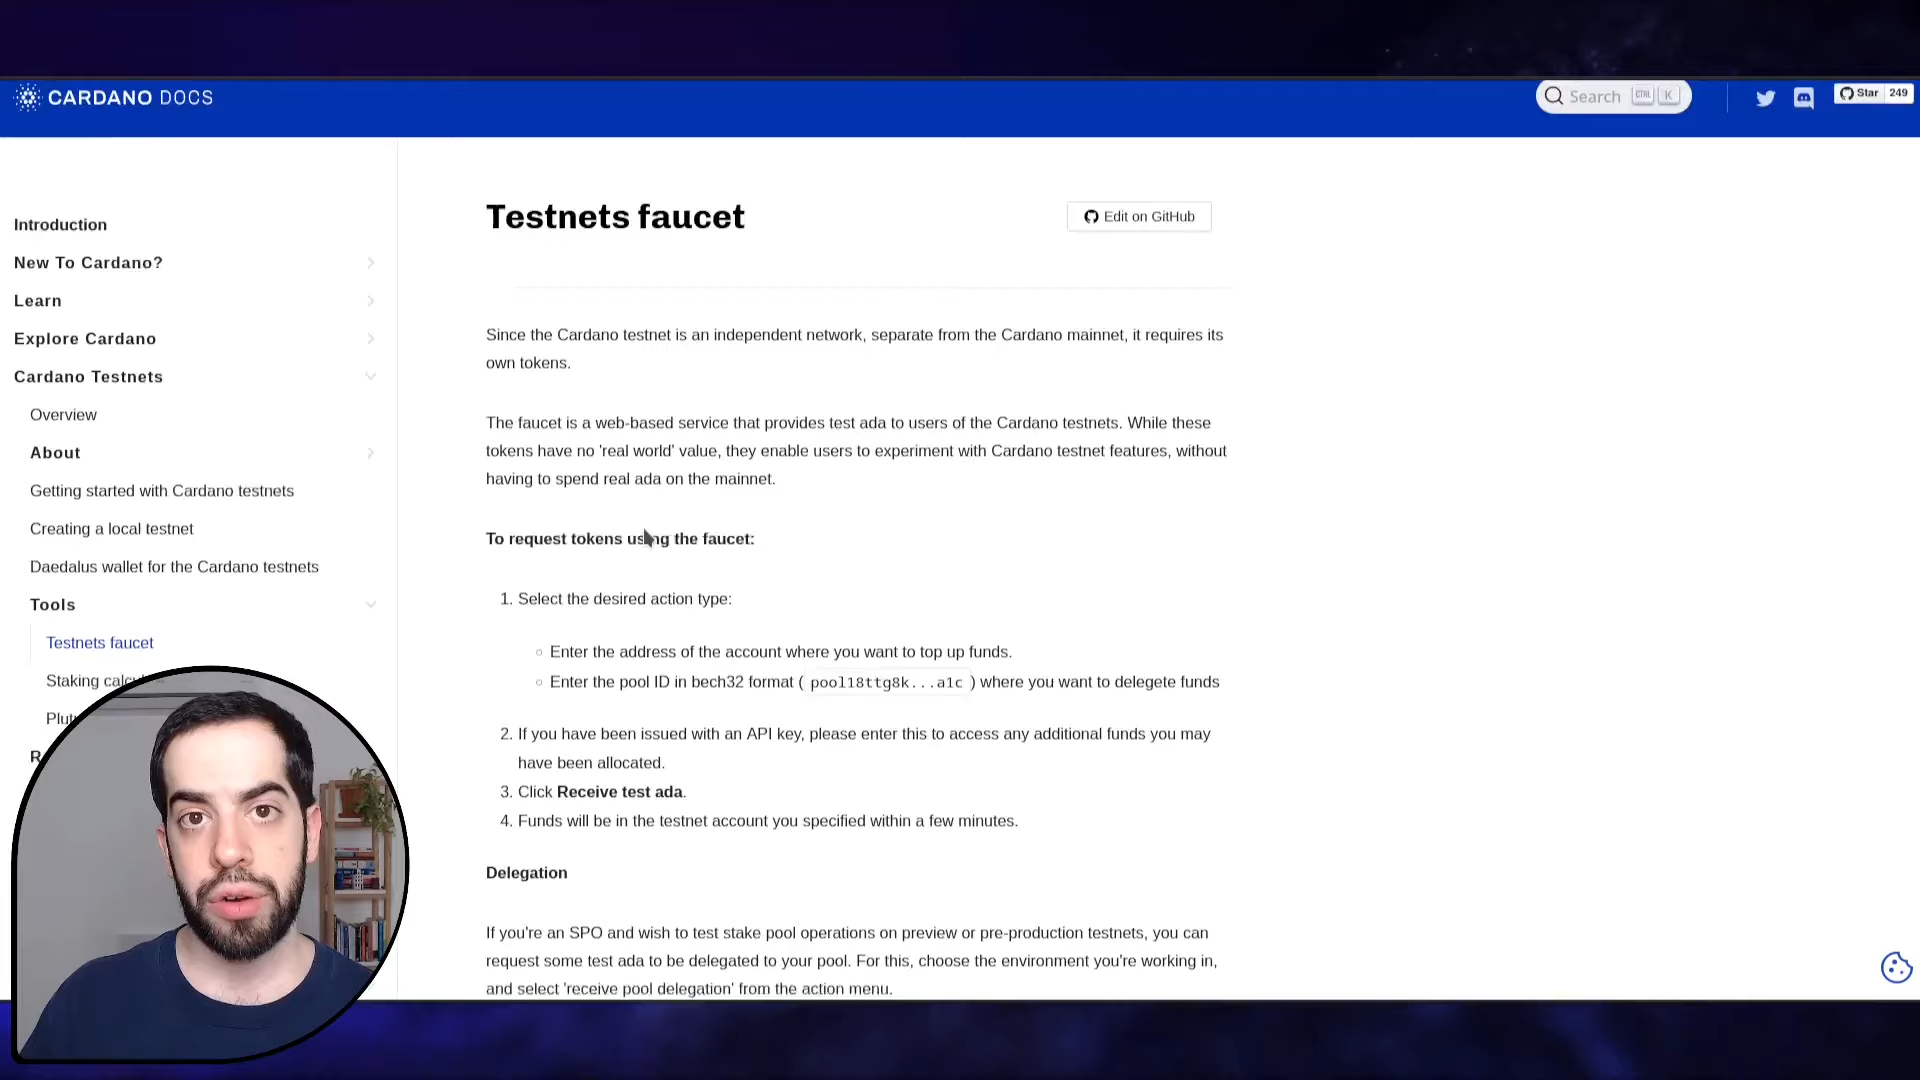 CARDANO DOCS
Search CTRL K
Star 249
Introduction
New To Cardano?
Learn
Explore Cardano
Cardano Testnets
Overview
About
Getting started with Cardano testnets
Creating a local testnet
Daedalus wallet for the Cardano testnets
Tools
Testnets faucet
Staking
Testnets faucet
Edit on GitHub
Since the Cardano testnet is an independent network, separate from the Cardano mainnet, it requires its
own tokens.
The faucet is a web-based service that provides test ada to users of the Cardano testnets. While these
tokens have no 'real world' value, they enable users to experiment with Cardano testnet features, without
having to spend real ada on the mainnet.
To request tokens using the faucet:
1. Select the desired action type:
Enter the address of the account where you want to top up funds.
Enter the pool ID in bech32 format ( pool18ttg8k...a1c ) where you want to delegete funds
2. If you have been issued with an API key, please enter this to access any additional funds you may
have been allocated.
3. Click Receive test ada.
4. Funds will be in the testnet account you specified within a few minutes.
Delegation
If you're an SPO and wish to test stake pool operations on preview or pre-production testnets, you can
request some test ada to be delegated to your pool. For this, choose the environment you're working in,
and select 'receive pool delegation' from the action menu.